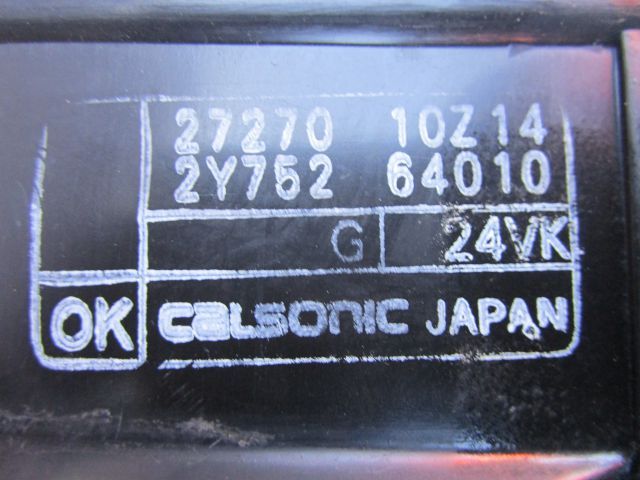 27270 10Z14
2Y752 64010
G 24VK
OK CALSONIC JAPAN